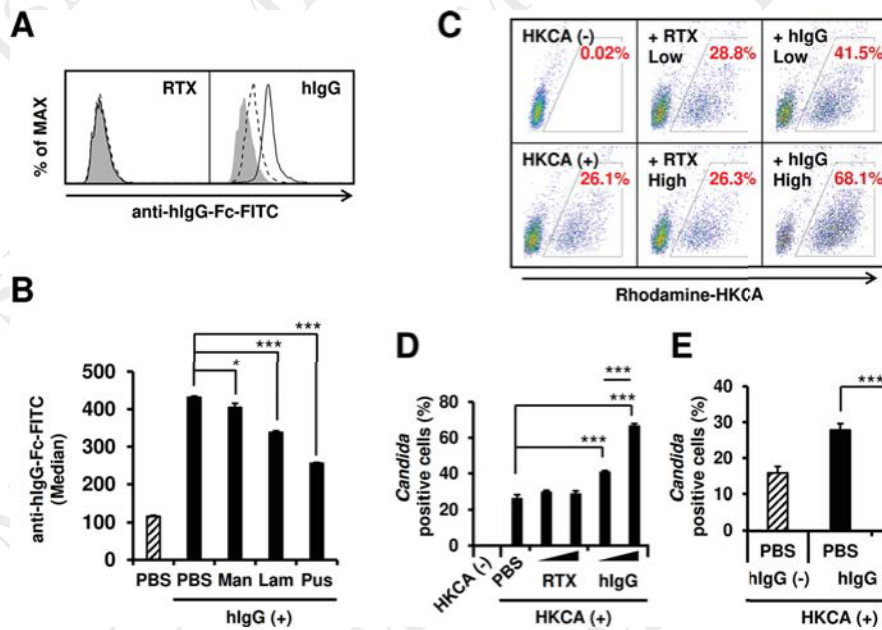 A
RTX
hIgG
% of MAX
anti-hIgG-Fc-FITC
B
anti-hIgG-Fc-FITC
(Median)
500
400
300
200
100
0
***
***
*
PBS
PBS
Man
Lam
Pus
hIgG (+)
C
HKCA (-)
0.02%
+ RTX
Low
28.8%
+ hIgG
Low
41.5%
HKCA (+)
26.1%
+ RTX
High
26.3%
+ hIgG
High
68.1%
Rhodamine-HKCA
D
Candida
positive cells (%)
80
60
40
20
0
***
***
***
HKCA (-)
PBS
RTX
hIgG
HKCA (+)
E
Candida
positive cells (%)
40
30
20
10
0
***
PBS
PBS
hIgG (-)
hIgG
HKCA (+)